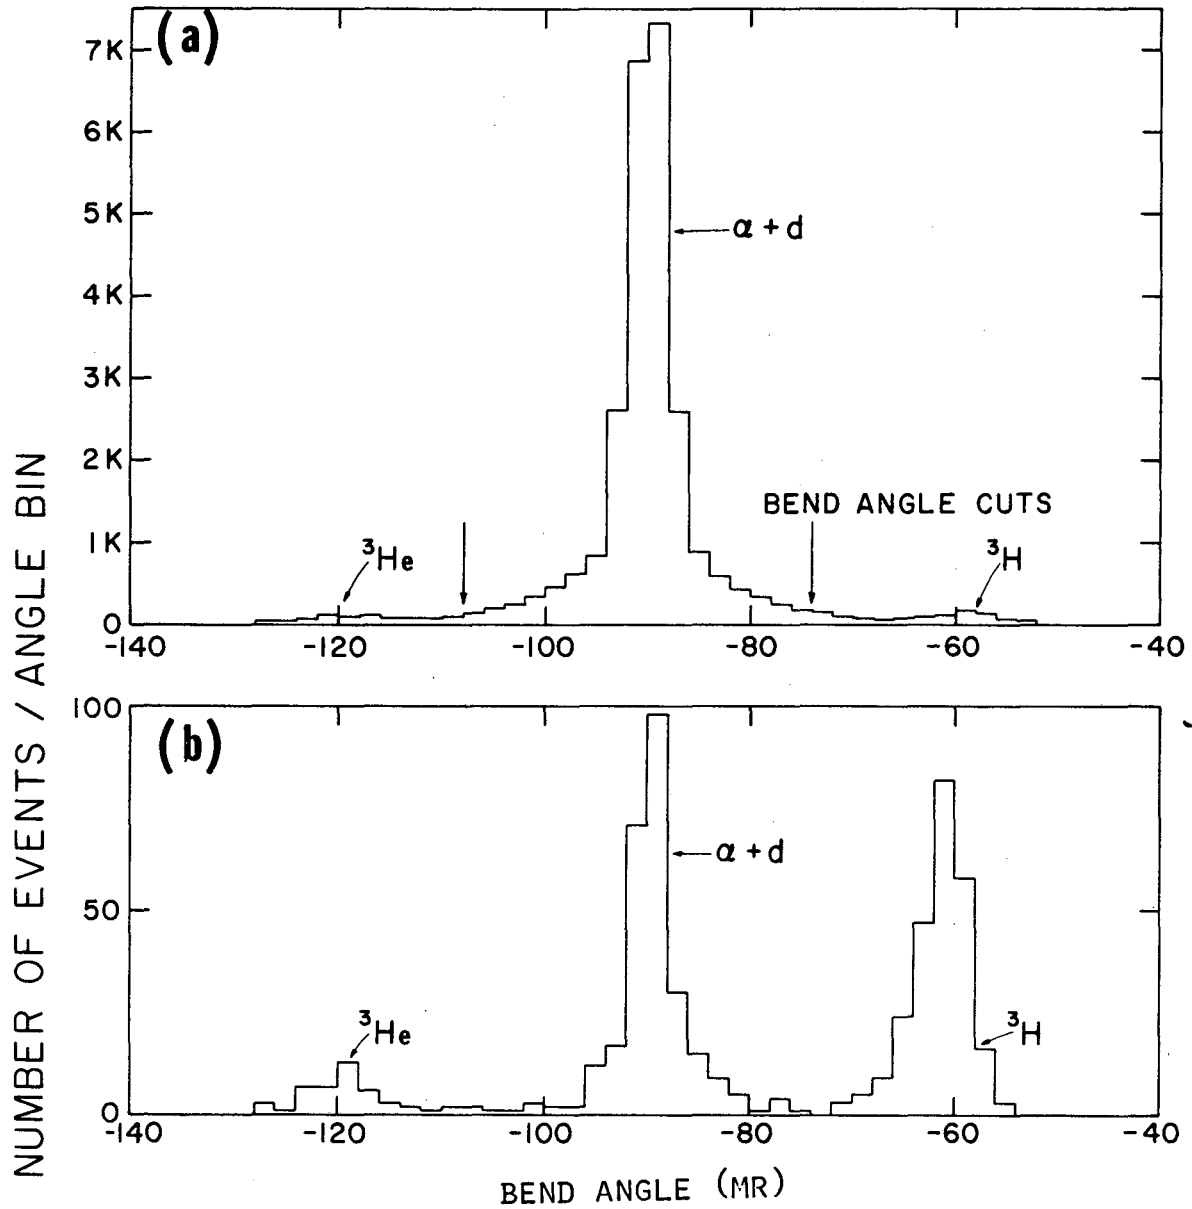 (a)
7K
6K
5K
4K
3K
2K
1K
0
α + d
BEND ANGLE CUTS
³He
³H
-140
-120
-100
-80
-60
-40
(b)
100
50
0
α + d
³He
³H
-140
-120
-100
-80
-60
-40
NUMBER OF EVENTS / ANGLE BIN
BEND ANGLE (MR)